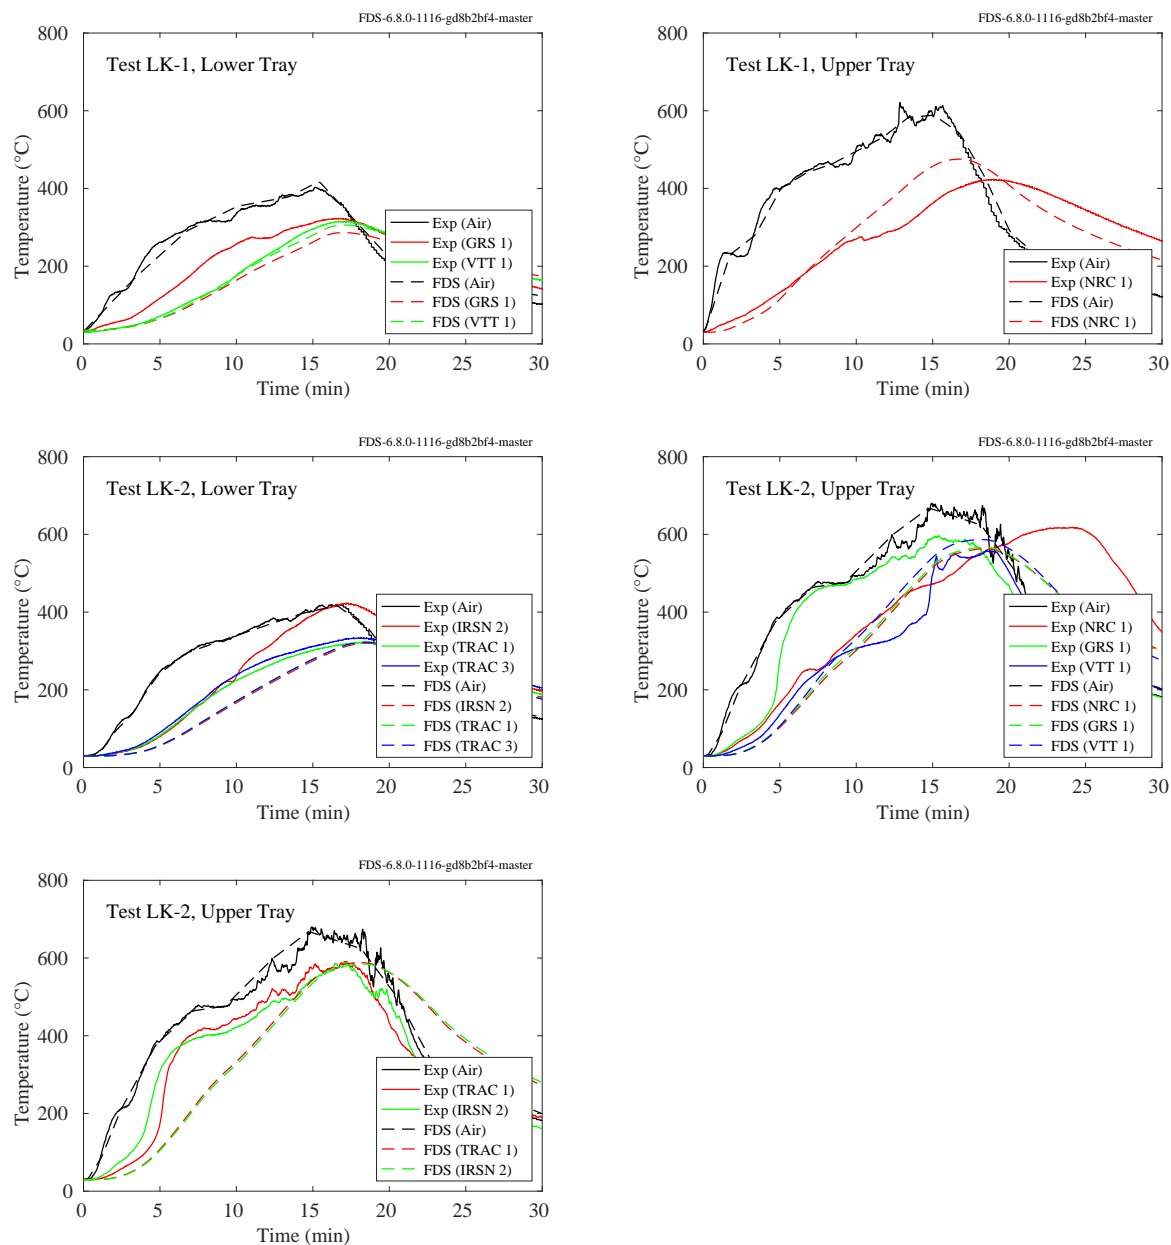 FDS-6.8.0-1116-gd8b2bf4-master
Test LK-1, Lower Tray
Temperature (°C)
800
600
400
200
0
Exp (Air)
Exp (GRS 1)
Exp (VTT 1)
FDS (Air)
FDS (GRS 1)
FDS (VTT 1)
0 5 10 15 20 25 30
Time (min)
FDS-6.8.0-1116-gd8b2bf4-master
Test LK-1, Upper Tray
Temperature (°C)
800
600
400
200
0
Exp (Air)
Exp (NRC 1)
FDS (Air)
FDS (NRC 1)
0 5 10 15 20 25 30
Time (min)
FDS-6.8.0-1116-gd8b2bf4-master
Test LK-2, Lower Tray
Temperature (°C)
800
600
400
200
0
Exp (Air)
Exp (IRSN 2)
Exp (TRAC 1)
Exp (TRAC 3)
FDS (Air)
FDS (IRSN 2)
FDS (TRAC 1)
FDS (TRAC 3)
0 5 10 15 20 25 30
Time (min)
FDS-6.8.0-1116-gd8b2bf4-master
Test LK-2, Upper Tray
Temperature (°C)
800
600
400
200
0
Exp (Air)
Exp (NRC 1)
Exp (GRS 1)
Exp (VTT 1)
FDS (Air)
FDS (NRC 1)
FDS (GRS 1)
FDS (VTT 1)
0 5 10 15 20 25 30
Time (min)
FDS-6.8.0-1116-gd8b2bf4-master
Test LK-2, Upper Tray
Temperature (°C)
800
600
400
200
0
Exp (Air)
Exp (TRAC 1)
Exp (IRSN 2)
FDS (Air)
FDS (TRAC 1)
FDS (IRSN 2)
0 5 10 15 20 25 30
Time (min)